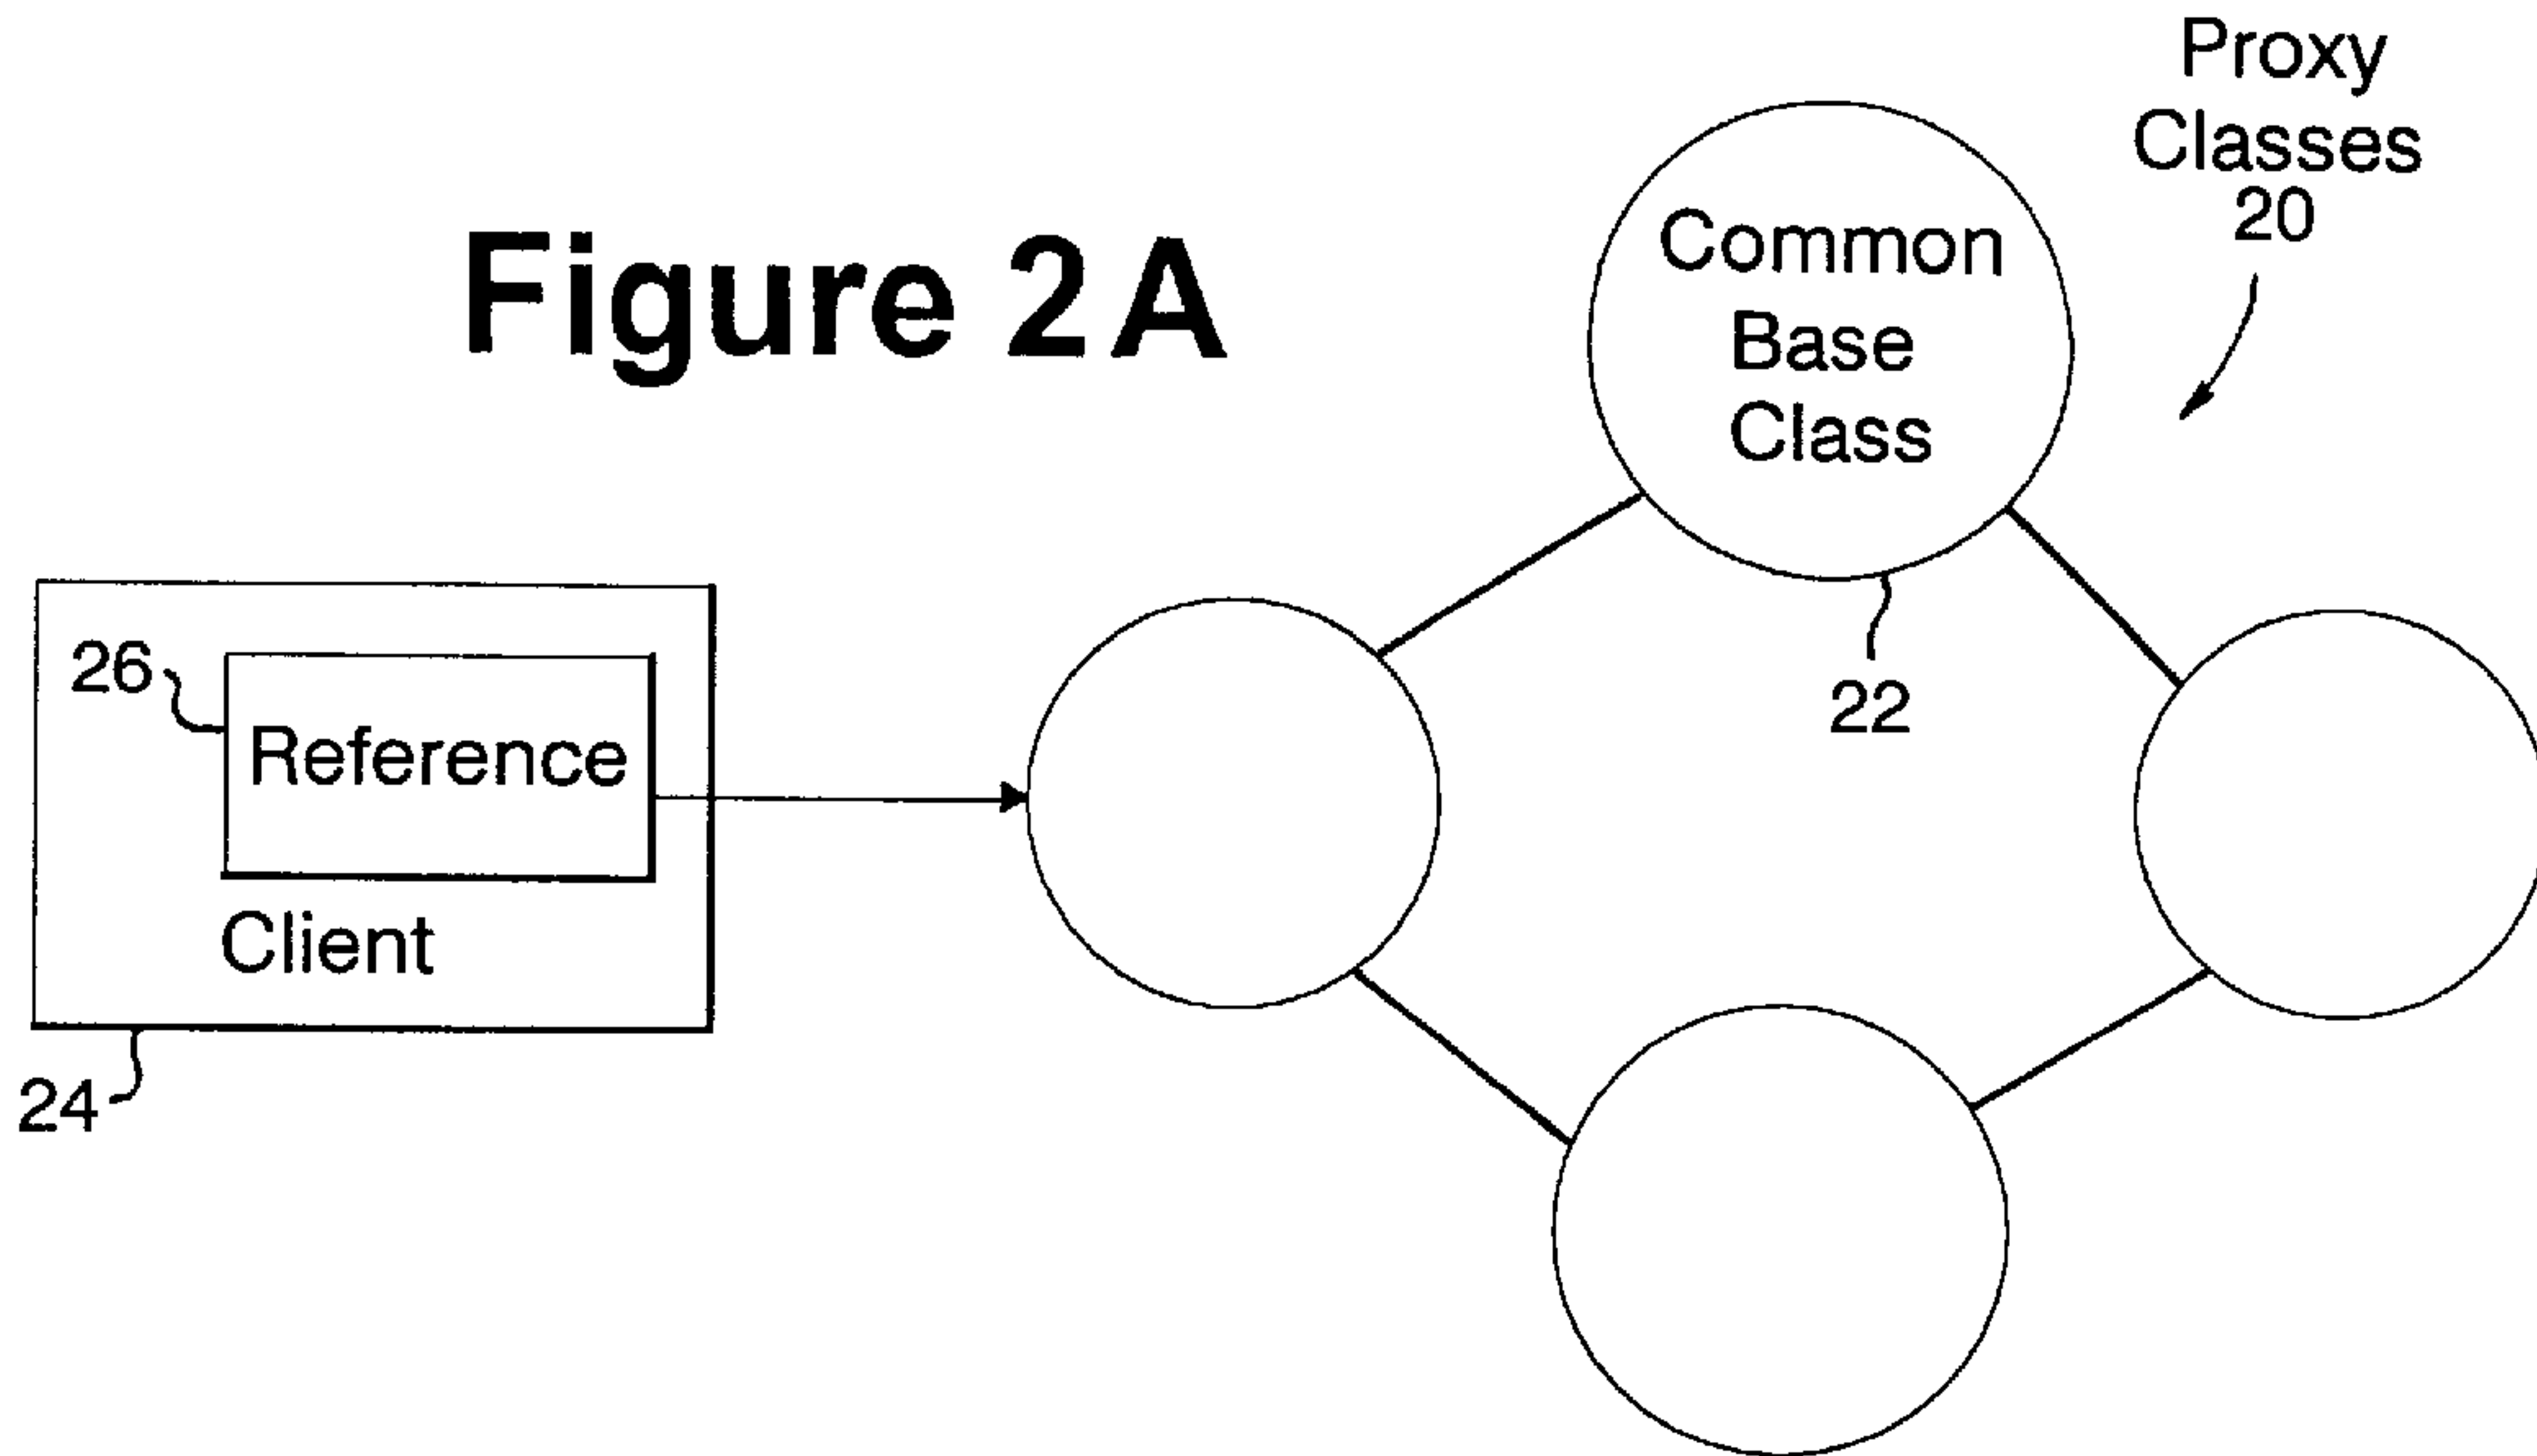 Proxy
Classes
20
Figure 2A
Common
Base
Class
22
26
Reference
Client
24